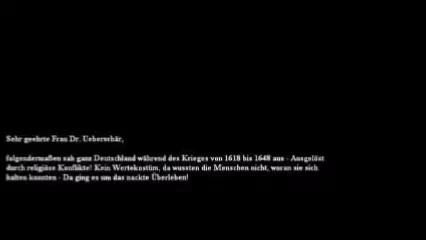 Sehr geehrte Frau Dr. Ueberschär,
folgendermaßen sah ganz Deutschland während des Krieges von 1618 bis 1648 aus - Ausgelöst
durch religiöse Konflikte! Kein Wertekostüm, da wussten die Menschen nicht, woran sie sich
halten konnten - Da ging es um das nackte Überleben!